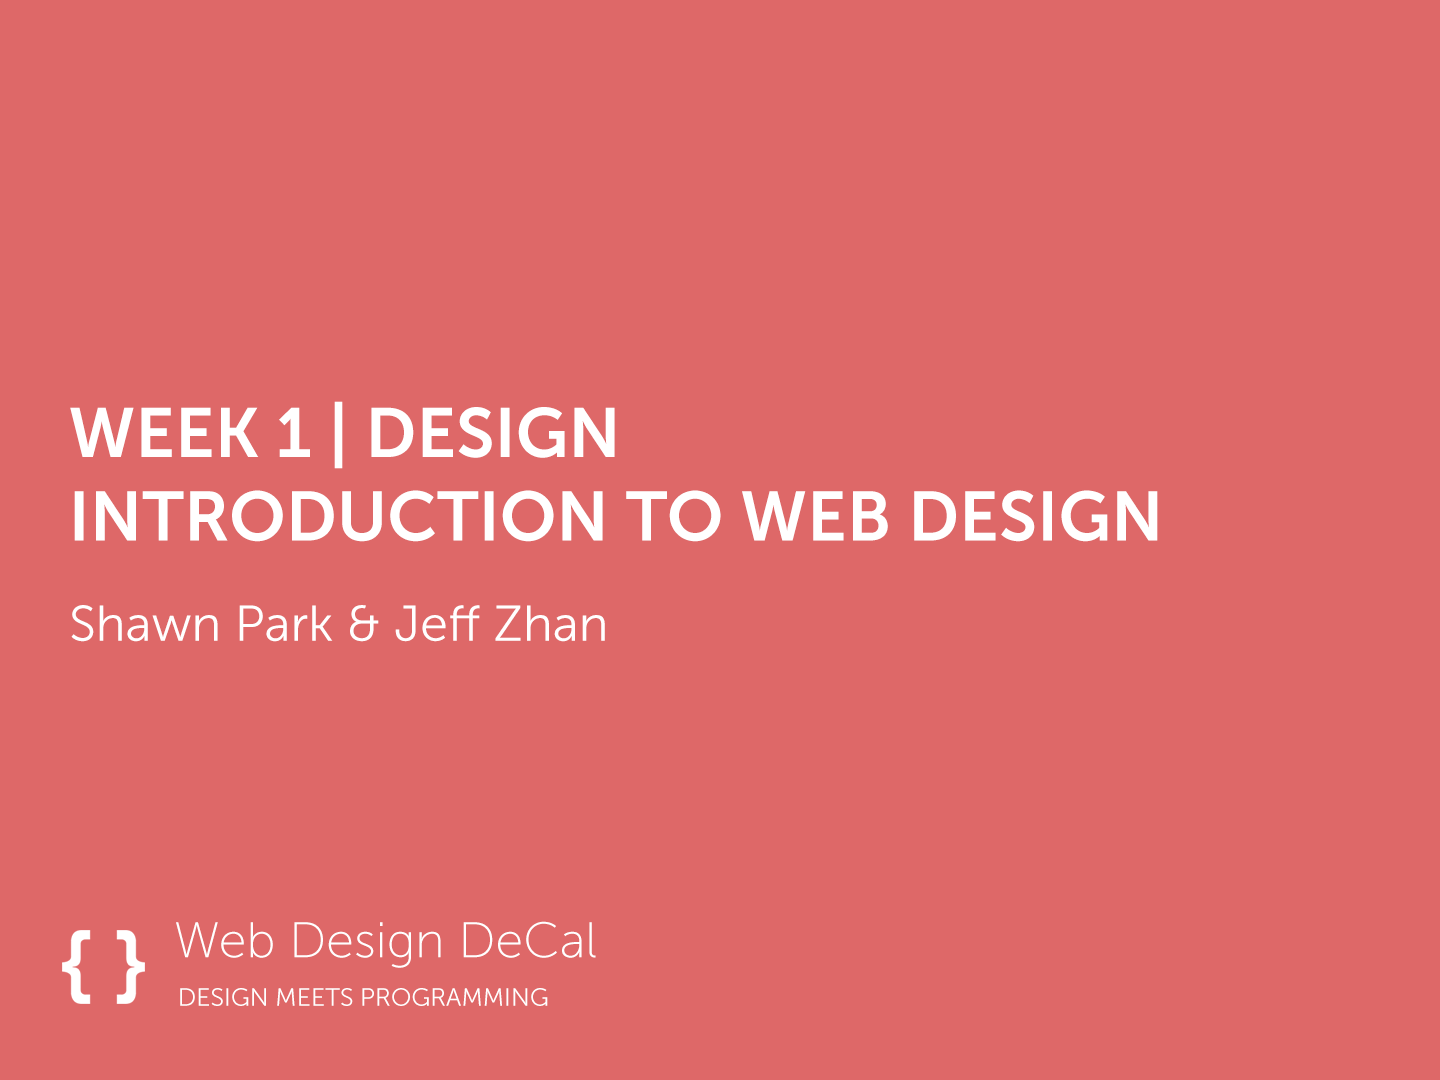 WEEK 1 | DESIGN
INTRODUCTION TO WEB DESIGN
Shawn Park & Jeff Zhan
{ } Web Design DeCal
DESIGN MEETS PROGRAMMING